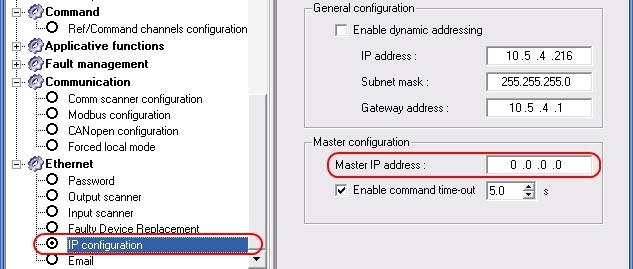 Command
Ref/Command channels configuration
Applicative functions
Fault management
Communication
Comm scanner configuration
Modbus configuration
CANopen configuration
Forced local mode
Ethernet
Password
Output scanner
Input scanner
Faulty Device Replacement
IP configuration
Email
General configuration
Enable dynamic addressing
IP address : 10 .5 .4 .216
Subnet mask : 255.255.255.0
Gateway address : 10 .5 .4 .1
Master configuration
Master IP address : 0 .0 .0 .0
Enable command time-out 5.0 s